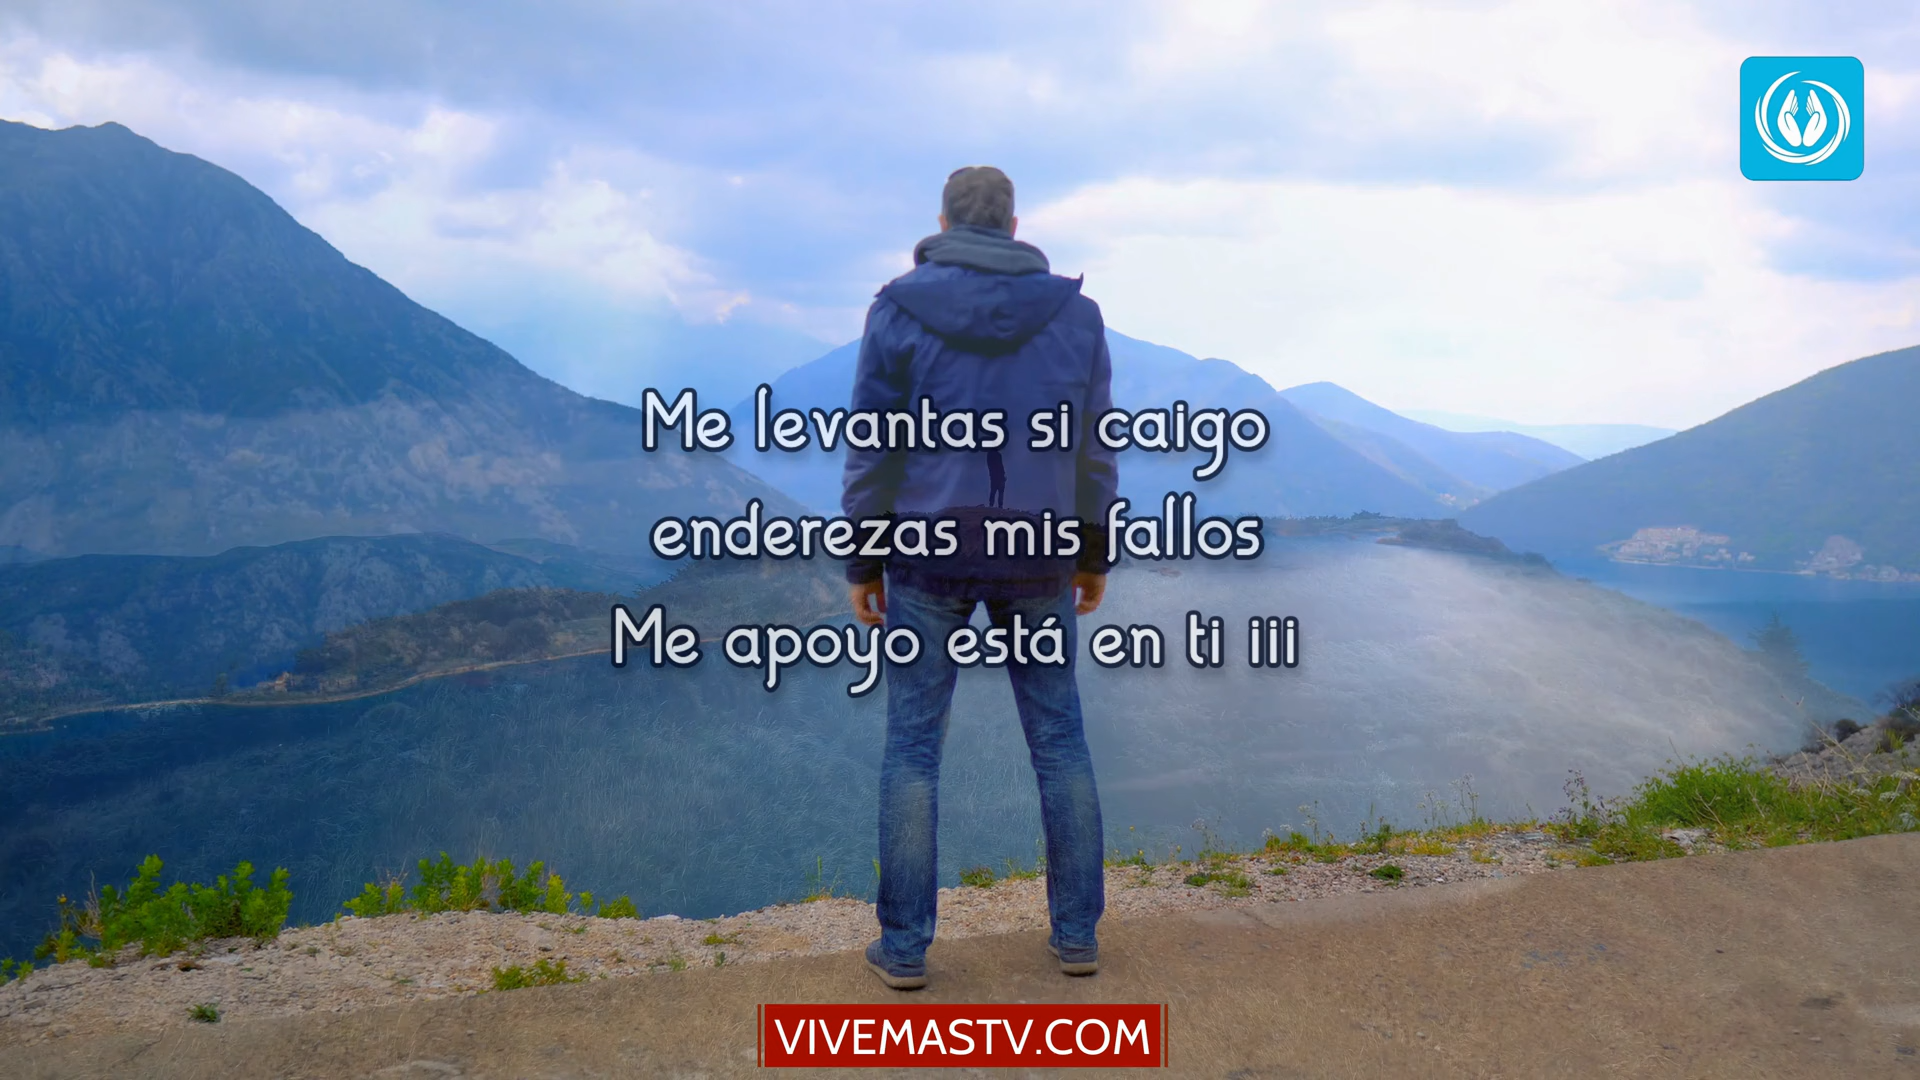 Me levantas si caigo
enderezas mis fallos
Me apoyo está en ti iii
VIVEMASTV.COM